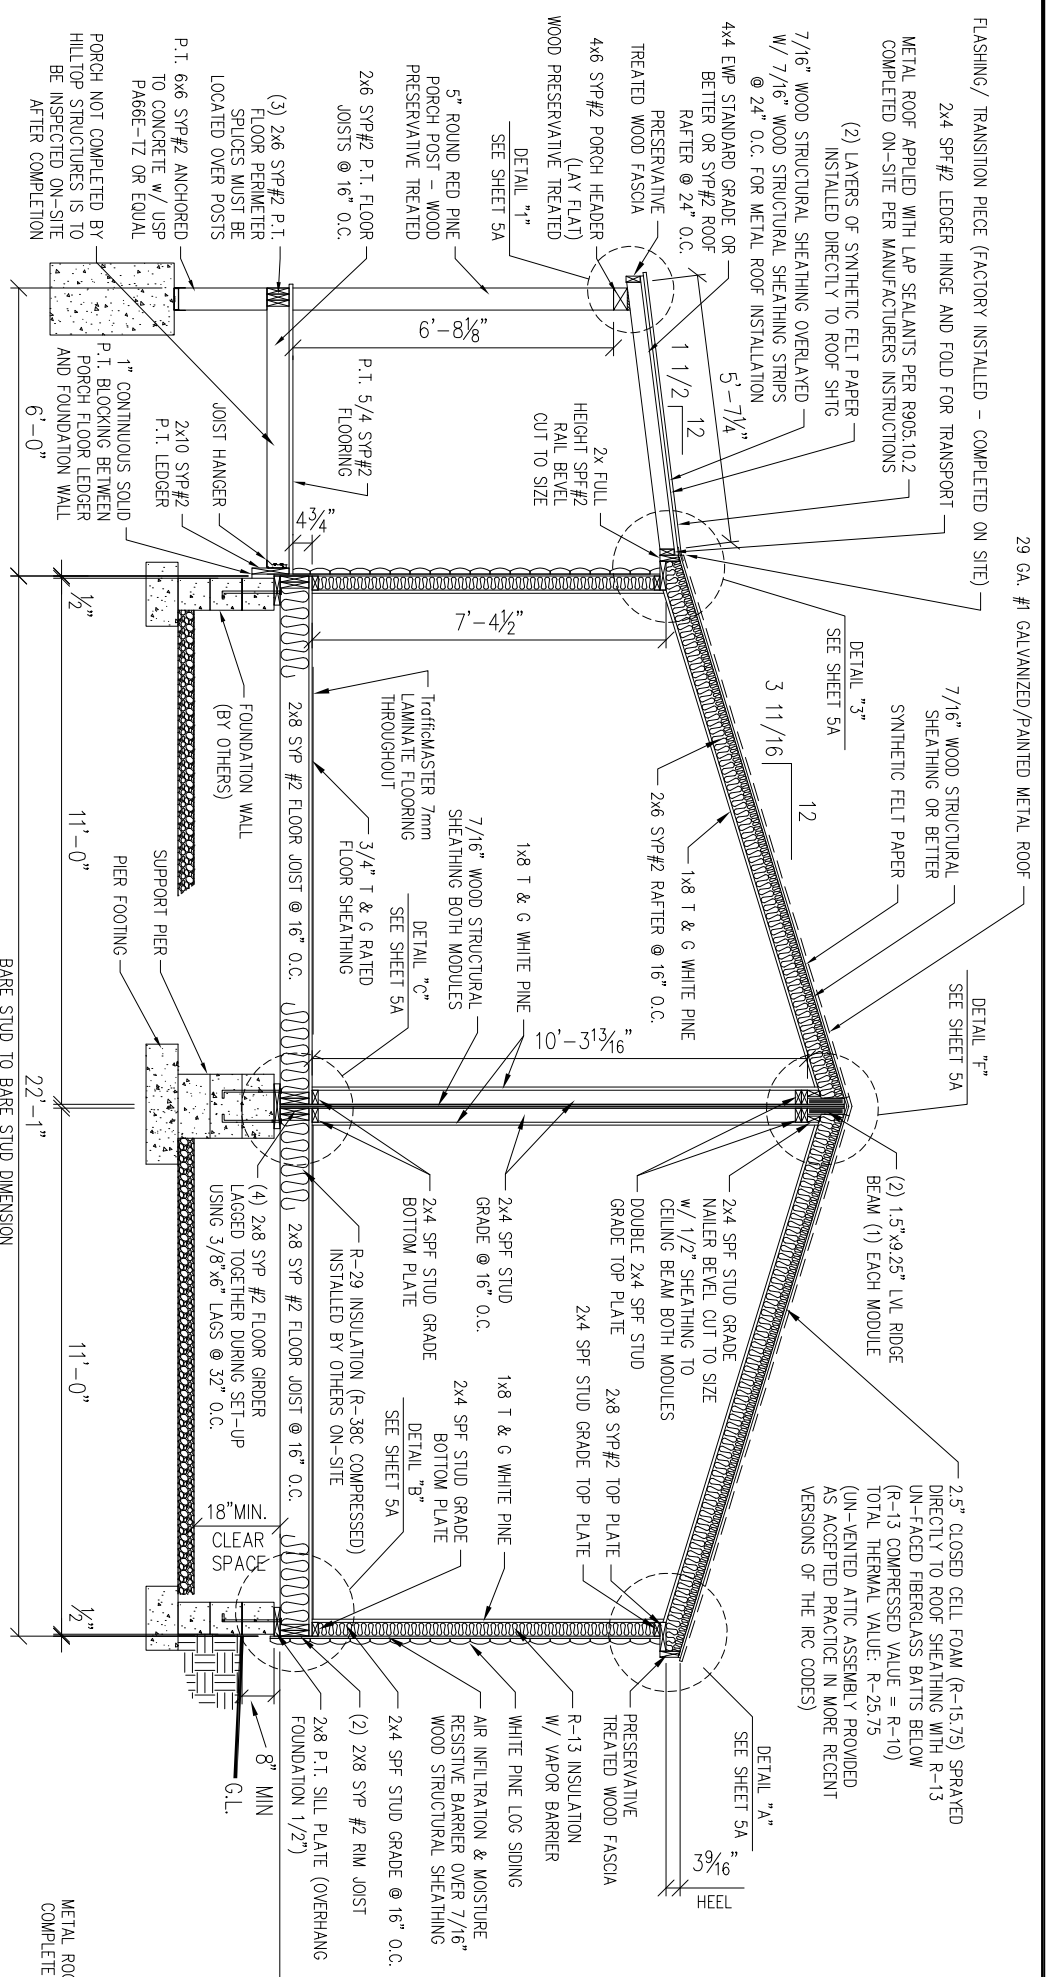 FLASHING/ TRANSITION PIECE (FACTORY INSTALLED - COMPLETED ON SITE)
2x4 SPF#2 LEDGER HINGE AND FOLD FOR TRANSPORT
METAL ROOF APPLIED WITH LAP SEALANTS PER R905.10.2
COMPLETED ON-SITE PER MANUFACTURERS INSTRUCTIONS
(2) LAYERS OF SYNTHETIC FELT PAPER
INSTALLED DIRECTLY TO ROOF SHTG
7/16" WOOD STRUCTURAL SHEATHING OVERLAYED
W/ 7/16" WOOD STRUCTURAL SHEATHING STRIPS
@ 24" O.C. FOR METAL ROOF INSTALLATION
4x4 EWP STANDARD GRADE OR
BETTER OR SYP#2 ROOF
RAFTER @ 24" O.C.
PRESERVATIVE
TREATED WOOD FASCIA
4x6 SYP#2 PORCH HEADER
(LAY FLAT)
WOOD PRESERVATIVE TREATED
DETAIL "1"
SEE SHEET 5A
5" ROUND RED PINE
PORCH POST - WOOD
PRESERVATIVE TREATED
2x6 SYP#2 P.T. FLOOR
JOISTS @ 16" O.C.
(3) 2x6 SYP#2 P.T.
FLOOR PERIMETER
SPLICES MUST BE
LOCATED OVER POSTS
P.T. 6x6 SYP#2 ANCHORED
TO CONCRETE w/ USP
PA66E-TZ OR EQUAL
PORCH NOT COMPLETED BY
HILLTOP STRUCTURES IS TO
BE INSPECTED ON-SITE
AFTER COMPLETION
5'-7¼"
12
1 1/2
6'-8⅛"
2x FULL
HEIGHT SPF#2
RAIL BEVEL
CUT TO SIZE
P.T. 5/4 SYP#2
FLOORING
4¾"
JOIST HANGER
2x10 SYP#2
P.T. LEDGER
1" CONTINUOUS SOLID
P.T. BLOCKING BETWEEN
PORCH FLOOR LEDGER
AND FOUNDATION WALL
6'-0"
29 GA. #1 GALVANIZED/PAINTED METAL ROOF
7/16" WOOD STRUCTURAL
SHEATHING OR BETTER
SYNTHETIC FELT PAPER
DETAIL "3"
SEE SHEET 5A
12
3 11/16
1x8 T & G WHITE PINE
2x6 SYP#2 RAFTER @ 16" O.C.
7'-4½"
TrafficMASTER 7mm
LAMINATE FLOORING
THROUGHOUT
3/4" T & G RATED
FLOOR SHEATHING
1x8 T & G WHITE PINE
7/16" WOOD STRUCTURAL
SHEATHING BOTH MODULES
DETAIL "C"
SEE SHEET 5A
10'-3¹³⁄₁₆"
2x8 SYP #2 FLOOR JOIST @ 16" O.C.
FOUNDATION WALL
(BY OTHERS)
SUPPORT PIER
PIER FOOTING
½"
11'-0"
DETAIL "F"
SEE SHEET 5A
(2) 1.5"x9.25" LVL RIDGE
BEAM (1) EACH MODULE
2x4 SPF STUD GRADE
NAILER BEVEL CUT TO SIZE
w/ 1/2" SHEATHING TO
CEILING BEAM BOTH MODULES
DOUBLE 2x4 SPF STUD
GRADE TOP PLATE
2x4 SPF STUD
GRADE @ 16" O.C.
2x4 SPF STUD GRADE
BOTTOM PLATE
R-29 INSULATION (R-38C COMPRESSED)
INSTALLED BY OTHERS ON-SITE
2x8 SYP #2 FLOOR JOIST @ 16" O.C.
(4) 2x8 SYP #2 FLOOR GIRDER
LAGGED TOGETHER DURING SET-UP
USING 3/8"x6" LAGS @ 32" O.C.
2.5" CLOSED CELL FOAM (R-15.75) SPRAYED
DIRECTLY TO ROOF SHEATHING WITH R-13
UN-FACED FIBERGLASS BATTS BELOW
(R-13 COMPRESSED VALUE = R-10)
TOTAL THERMAL VALUE: R-25.75
(UN-VENTED ATTIC ASSEMBLY PROVIDED
AS ACCEPTED PRACTICE IN MORE RECENT
VERSIONS OF THE IRC CODES)
2x8 SYP#2 TOP PLATE
2x4 SPF STUD GRADE TOP PLATE
1x8 T & G WHITE PINE
2x4 SPF STUD GRADE
BOTTOM PLATE
DETAIL "B"
SEE SHEET 5A
18"MIN.
CLEAR
SPACE
11'-0"
½"
22'-1"
BARE STUD TO BARE STUD DIMENSION
DETAIL "A"
SEE SHEET 5A
3⁹⁄₁₆"
HEEL
PRESERVATIVE
TREATED WOOD FASCIA
R-13 INSULATION
W/ VAPOR BARRIER
WHITE PINE LOG SIDING
AIR INFILTRATION & MOISTURE
RESISTIVE BARRIER OVER 7/16"
WOOD STRUCTURAL SHEATHING
2x4 SPF STUD GRADE @ 16" O.C.
(2) 2X8 SYP #2 RIM JOIST
2x8 P.T. SILL PLATE (OVERHANG
FOUNDATION 1/2")
8" MIN
G.L.
METAL ROO
COMPLETE